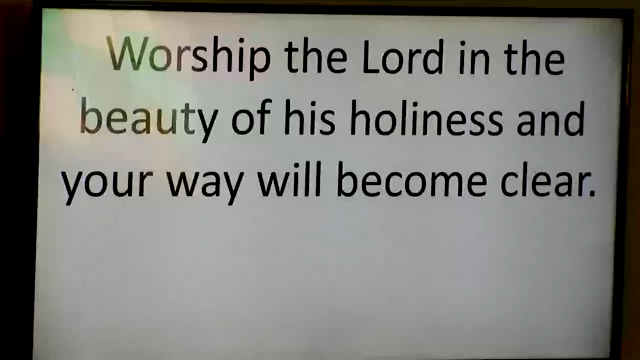 Worship the Lord in the
beauty of his holiness and
your way will become clear.